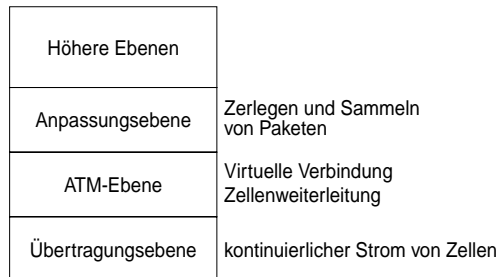 Höhere Ebenen
Anpassungsebene
Zerlegen und Sammeln
von Paketen
ATM-Ebene
Virtuelle Verbindung
Zellenweiterleitung
Übertragungsebene
kontinuierlicher Strom von Zellen